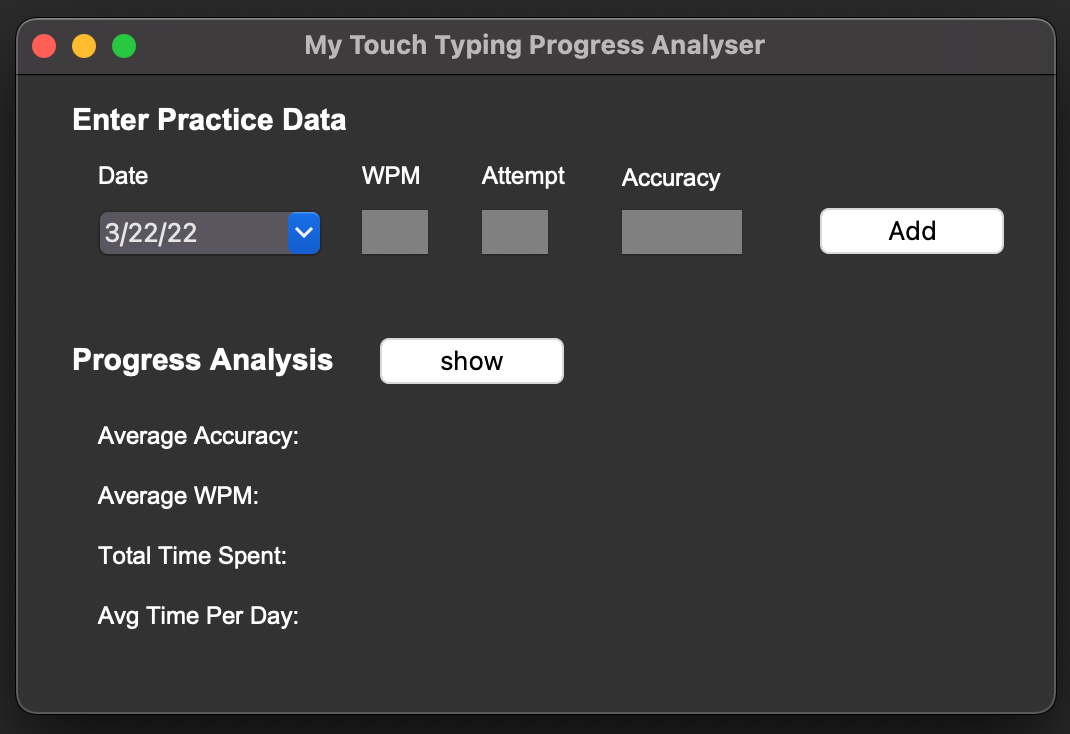 My Touch Typing Progress Analyser
Enter Practice Data
Date WPM Attempt Accuracy
3/22/22 Add
Progress Analysis show
Average Accuracy:
Average WPM:
Total Time Spent:
Avg Time Per Day: